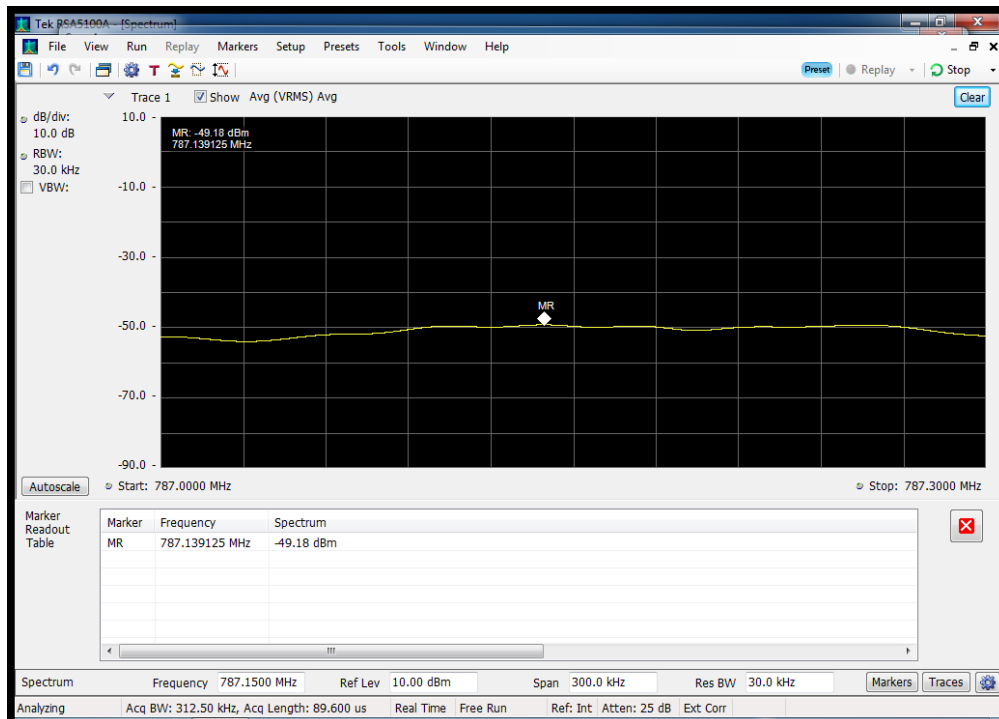 Tek RSA5100A - [Spectrum]
File View Run Replay Markers Setup Presets Tools Window Help
T Preset Replay Stop
Trace 1 Show Avg (VRMS) Avg Clear
dB/div:
10.0 dB
RBW:
30.0 kHz
VBW:
10.0
MR: -49.18 dBm
787.139125 MHz
-10.0
-30.0
MR
-50.0
-70.0
-90.0
Autoscale Start: 787.0000 MHz Stop: 787.3000 MHz
Marker
Readout
Table
Marker Frequency Spectrum
MR 787.139125 MHz -49.18 dBm
Spectrum Frequency 787.1500 MHz Ref Lev 10.00 dBm Span 300.0 kHz Res BW 30.0 kHz Markers Traces
Analyzing Acq BW: 312.50 kHz, Acq Length: 89.600 us Real Time Free Run Ref: Int Atten: 25 dB Ext Corr